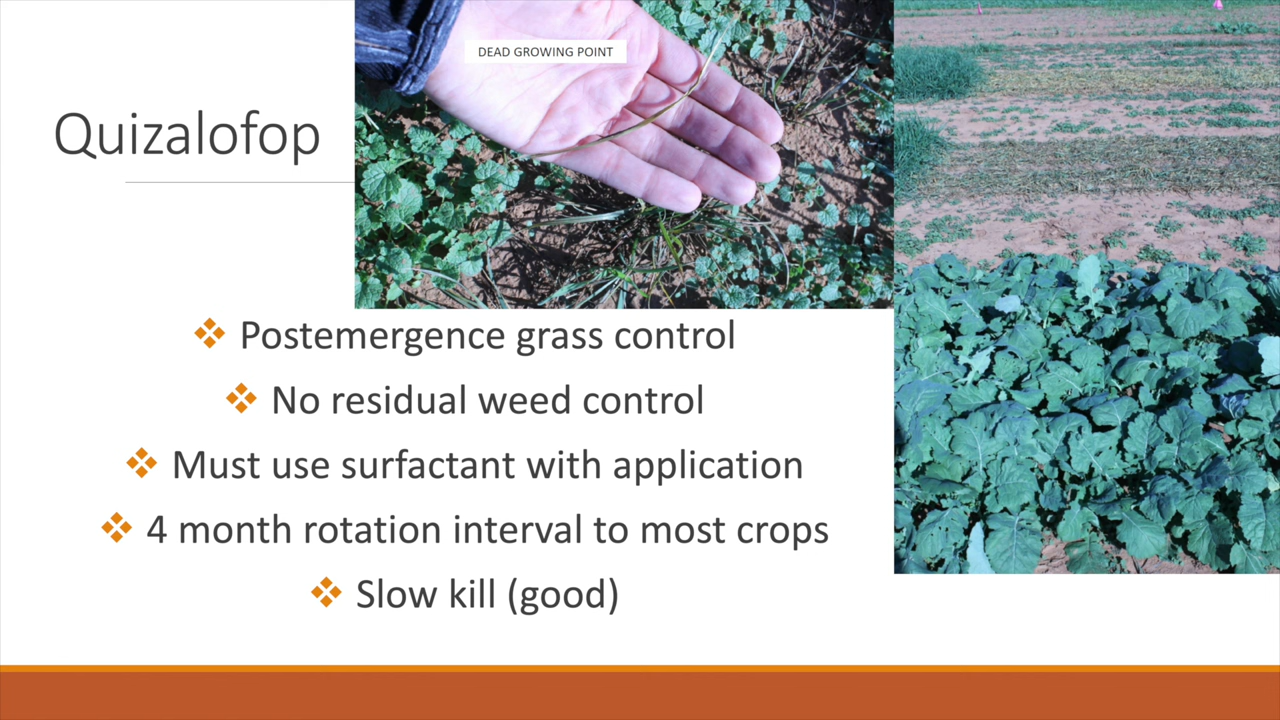 DEAD GROWING POINT
Quizalofop
Postemergence grass control
No residual weed control
Must use surfactant with application
4 month rotation interval to most crops
Slow kill (good)